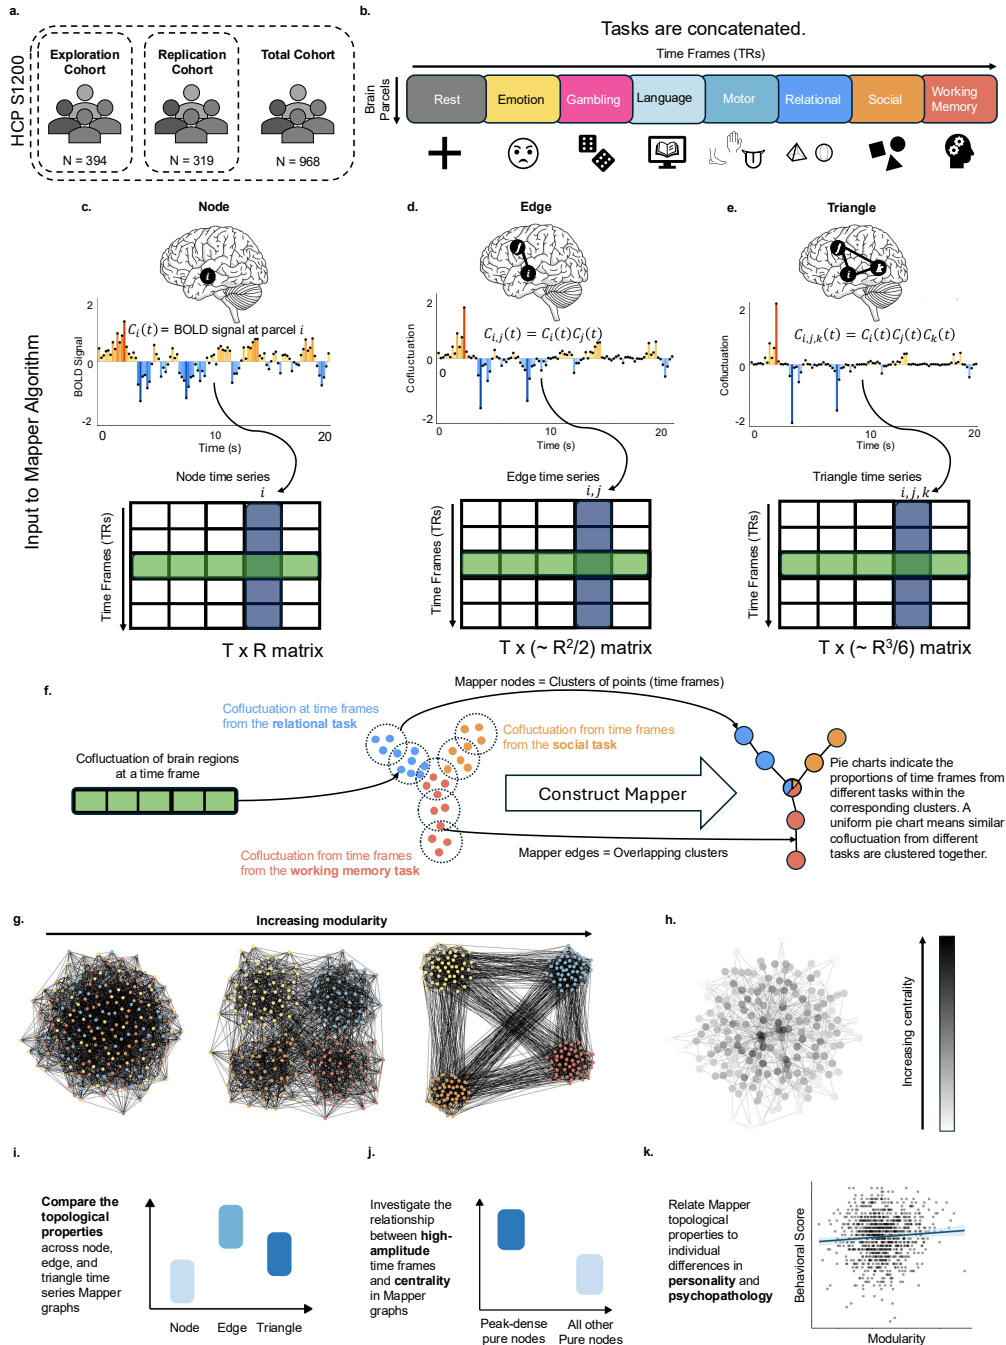 a.
HCP S1200
Exploration
Cohort
N = 394
Replication
Cohort
N = 319
Total Cohort
N = 968
b.
Tasks are concatenated.
Time Frames (TRs)
Brain
Parcels
Rest
Emotion
Gambling
Language
Motor
Relational
Social
Working
Memory
Input to Mapper Algorithm
c.
Node
i
2
0
-2
BOLD Signal
C_i(t) = BOLD signal at parcel i
0
10
20
Time (s)
Node time series
i
Time Frames (TRs)
T x R matrix
d.
Edge
j
i
2
0
-2
Cofluctuation
C_{i,j}(t) = C_i(t)C_j(t)
0
0
10
20
Time (s)
Edge time series
i, j
Time Frames (TRs)
T x (~ R²/2) matrix
e.
Triangle
j
i
k
2
0
-2
Cofluctuation
C_{i,j,k}(t) = C_i(t)C_j(t)C_k(t)
0
10
20
Time (s)
Triangle time series
i, j, k
Time Frames (TRs)
T x (~ R³/6) matrix
f.
Cofluctuation of brain regions
at a time frame
Cofluctuation at time frames
from the relational task
Cofluctuation from time frames
from the social task
Cofluctuation from time frames
from the working memory task
Mapper nodes = Clusters of points (time frames)
Construct Mapper
Mapper edges = Overlapping clusters
Pie charts indicate the
proportions of time frames from
different tasks within the
corresponding clusters. A
uniform pie chart means similar
cofluctuation from different
tasks are clustered together.
g.
Increasing modularity
h.
Increasing centrality
i.
Compare the
topological
properties
across node,
edge, and
triangle time
series Mapper
graphs
Node
Edge
Triangle
j.
Investigate the
relationship
between high-
amplitude
time frames
and centrality
in Mapper
graphs
Peak-dense
pure nodes
All other
Pure nodes
k.
Relate Mapper
topological
properties to
individual
differences in
personality and
psychopathology
Behavioral Score
Modularity